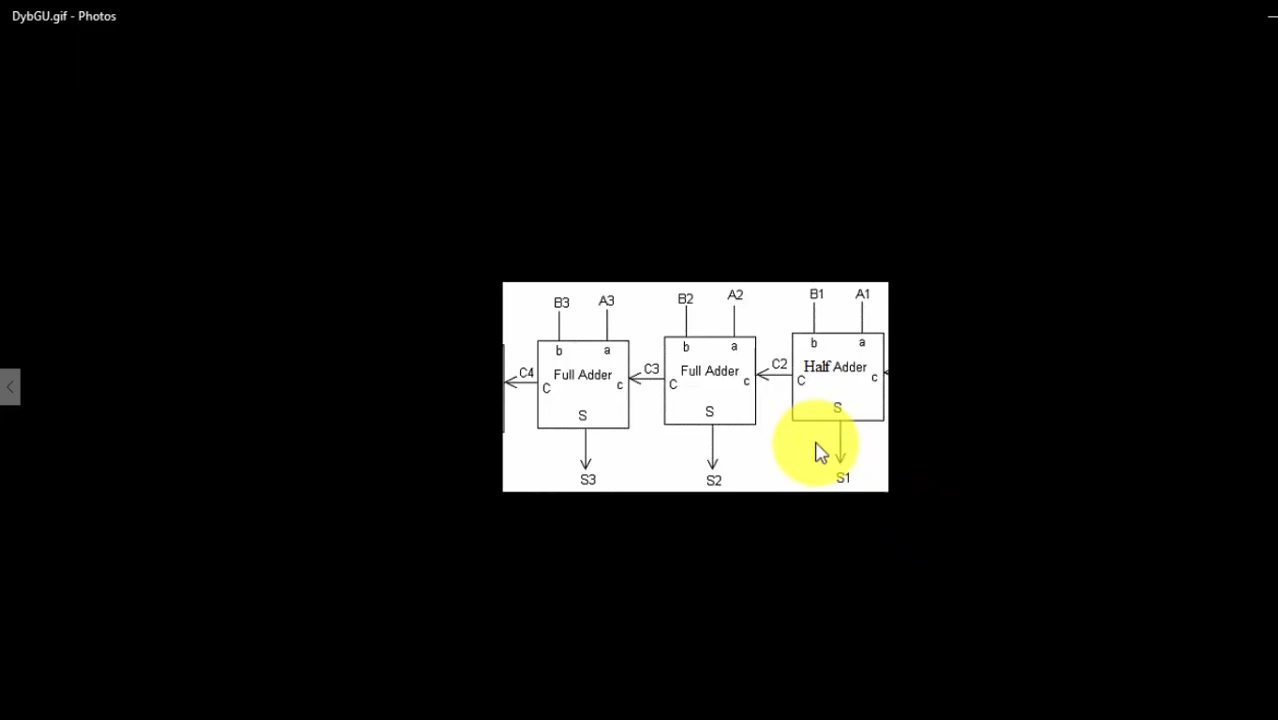 DybGU.gif - Photos
B3 A3 B2 A2 B1 A1
b a b a b a
C4 Full Adder C3 Full Adder C2 Half Adder
C c C c C c
S S S
S3 S2 S1